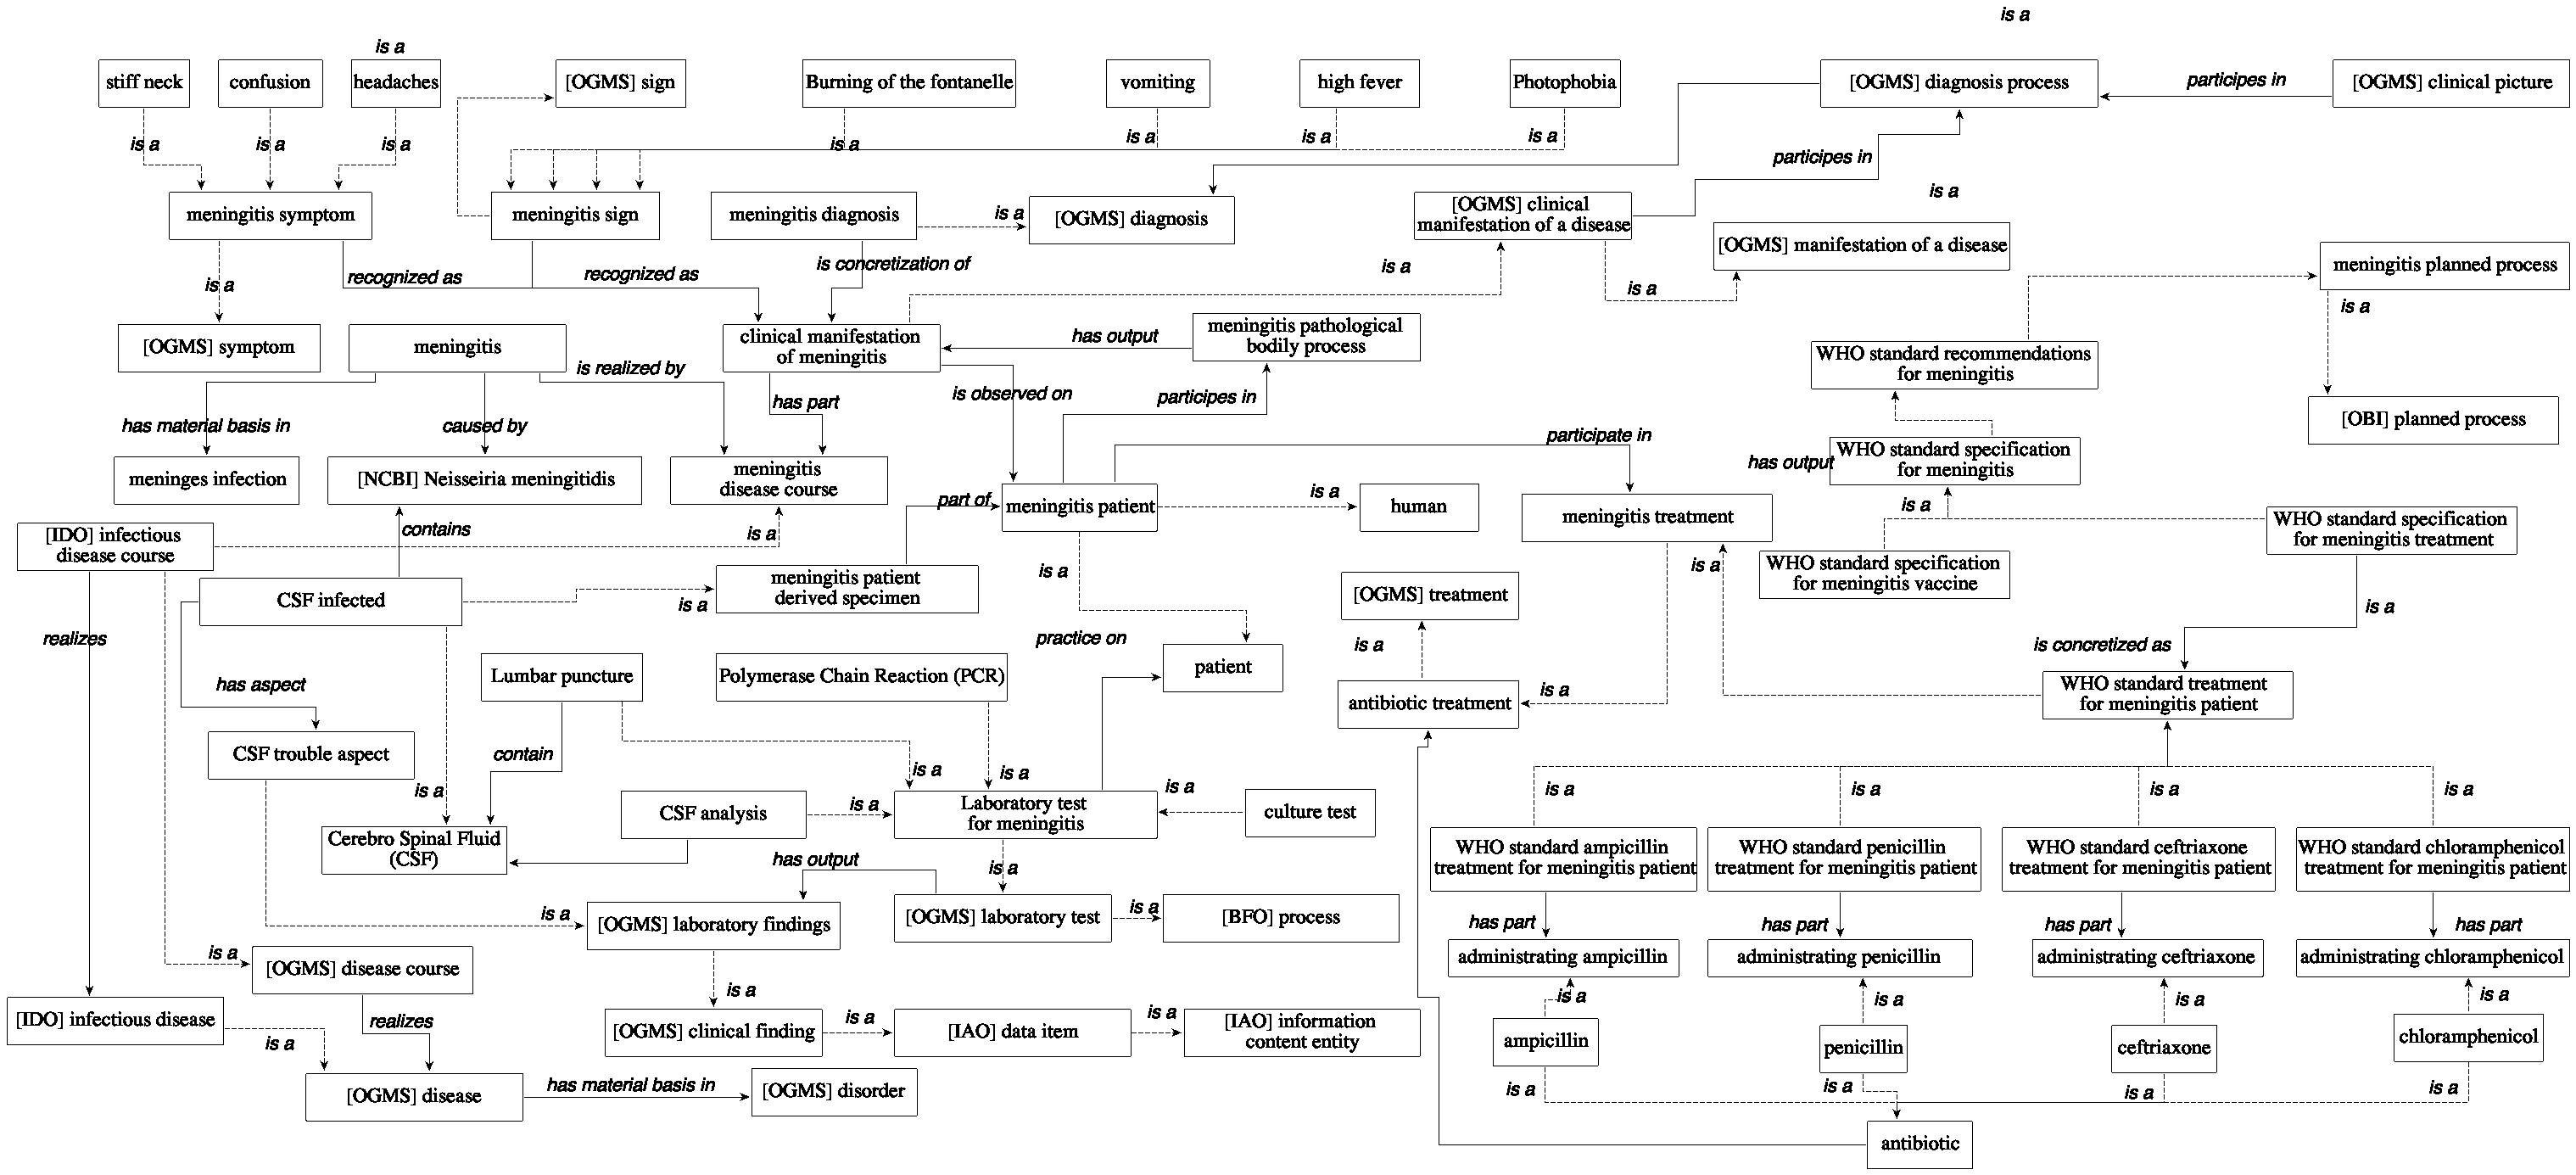 is a
is a
stiff neck
confusion
headaches
[OGMS] sign
Burning of the fontanelle
vomiting
high fever
Photophobia
[OGMS] diagnosis process
participes in
[OGMS] clinical picture
is a
is a
is a
is a
is a
is a
is a
participes in
is a
meningitis symptom
meningitis sign
meningitis diagnosis
is a
[OGMS] diagnosis
[OGMS] clinical
manifestation of a disease
[OGMS] manifestation of a disease
is a
recognized as
recognized as
is concretization of
is a
is a
meningitis planned process
is a
[OGMS] symptom
meningitis
clinical manifestation
of meningitis
has output
meningitis pathological
bodily process
WHO standard recommendations
for meningitis
is realized by
has part
is observed on
participes in
has material basis in
caused by
participate in
[OBI] planned process
meninges infection
[NCBI] Neisseiria meningitidis
meningitis
disease course
has output
WHO standard specification
for meningitis
part of
meningitis patient
is a
human
meningitis treatment
is a
WHO standard specification
for meningitis treatment
[IDO] infectious
disease course
contains
is a
is a
WHO standard specification
for meningitis vaccine
CSF infected
is a
meningitis patient
derived specimen
is a
[OGMS] treatment
is a
realizes
practice on
is a
is concretized as
Lumbar puncture
Polymerase Chain Reaction (PCR)
patient
has aspect
antibiotic treatment
is a
WHO standard treatment
for meningitis patient
CSF trouble aspect
contain
is a
is a
is a
is a
is a
is a
is a
is a
CSF analysis
is a
Laboratory test
for meningitis
culture test
Cerebro Spinal Fluid
(CSF)
has output
is a
WHO standard ampicillin
treatment for meningitis patient
WHO standard penicillin
treatment for meningitis patient
WHO standard ceftriaxone
treatment for meningitis patient
WHO standard chloramphenicol
treatment for meningitis patient
is a
[OGMS] laboratory findings
[OGMS] laboratory test
is a
[BFO] process
has part
has part
has part
has part
is a
[OGMS] disease course
administrating ampicillin
administrating penicillin
administrating ceftriaxone
administrating chloramphenicol
is a
is a
is a
is a
is a
[IDO] infectious disease
realizes
[OGMS] clinical finding
is a
[IAO] data item
is a
[IAO] information
content entity
ampicillin
penicillin
ceftriaxone
chloramphenicol
is a
[OGMS] disease
has material basis in
[OGMS] disorder
is a
is a
is a
is a
antibiotic